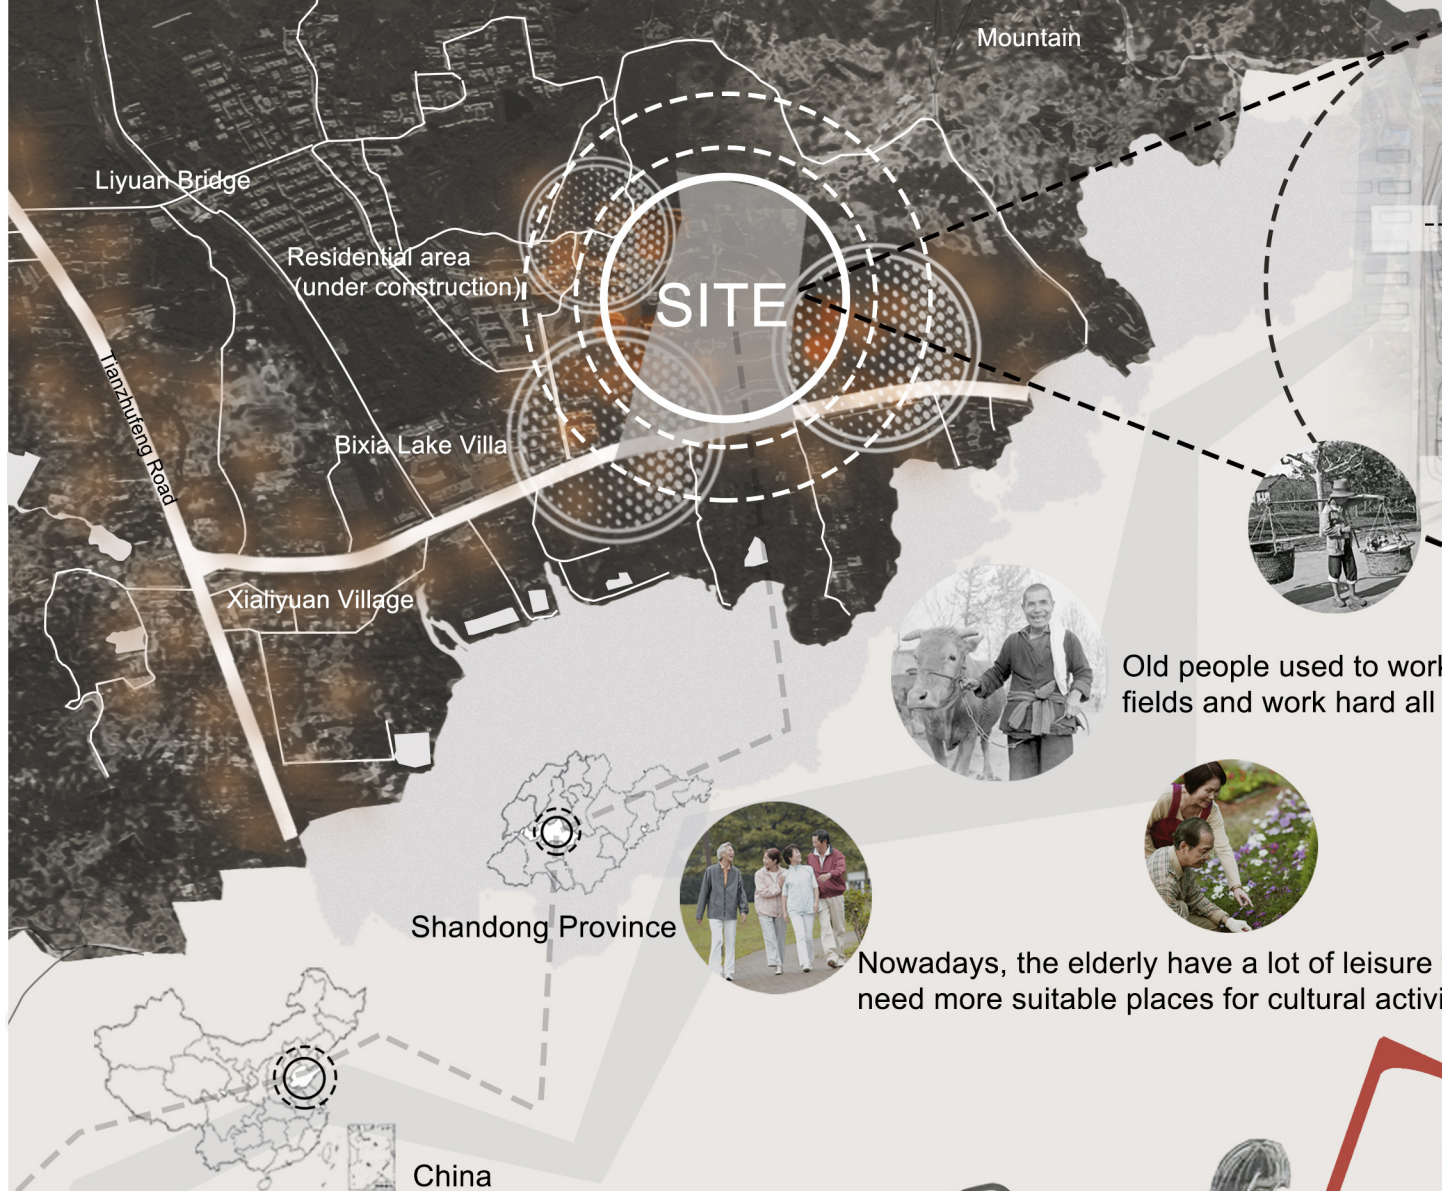 Mountain
Liyuan Bridge
Residential area
(under construction)
SITE
Tianzhufeng Road
Bixia Lake Villa
Xialiyuan Village
Old people used to work
fields and work hard all
Shandong Province
Nowadays, the elderly have a lot of leisure
need more suitable places for cultural activi
China